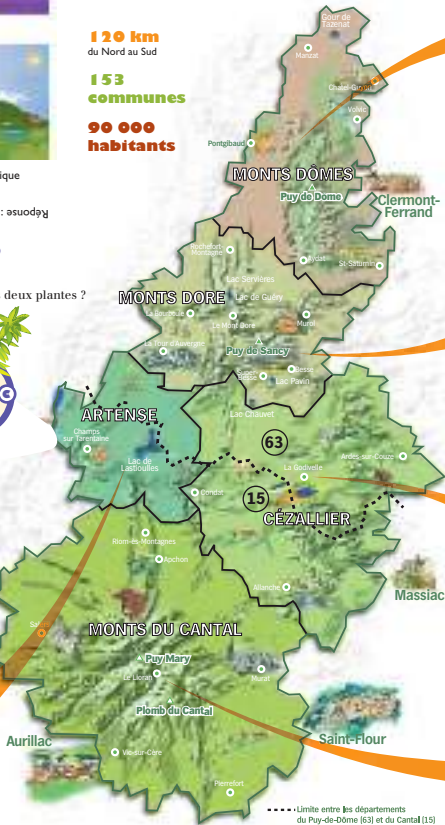 120 km
du Nord au Sud
153
communes
90 000
habitants
ique
Réponse :
deux plantes ?
Gour de
Tazenat
Manzat
Volvic
Pontgibaud
MONTS DÔMES
Puy de Dôme
Clermont-
Ferrand
Rochefort-
Montagne
Aydat
St-Saturnin
Lac Servières
MONTS DORE
Lac de Guéry
La Bourboule
Le Mont Dore
Murol
La Tour d'Auvergne
Puy de Sancy
Super
Besse
Besse
Lac Pavin
ARTENSE
Lac Chauvet
Champs
sur Tarentaine
63
Lac de
Lastioulles
La Godivelle
Ardes-sur-Couze
Condat
15
CÉZALLIER
Riom-ès-Montagnes
Apchon
Allanche
Massiac
MONTS DU CANTAL
Puy Mary
Le Lioran
Murat
Plomb du Cantal
Aurillac
Saint-Flour
Vic-sur-Cère
Pierrefort
Limite entre les départements
du Puy-de-Dôme (63) et du Cantal (15)